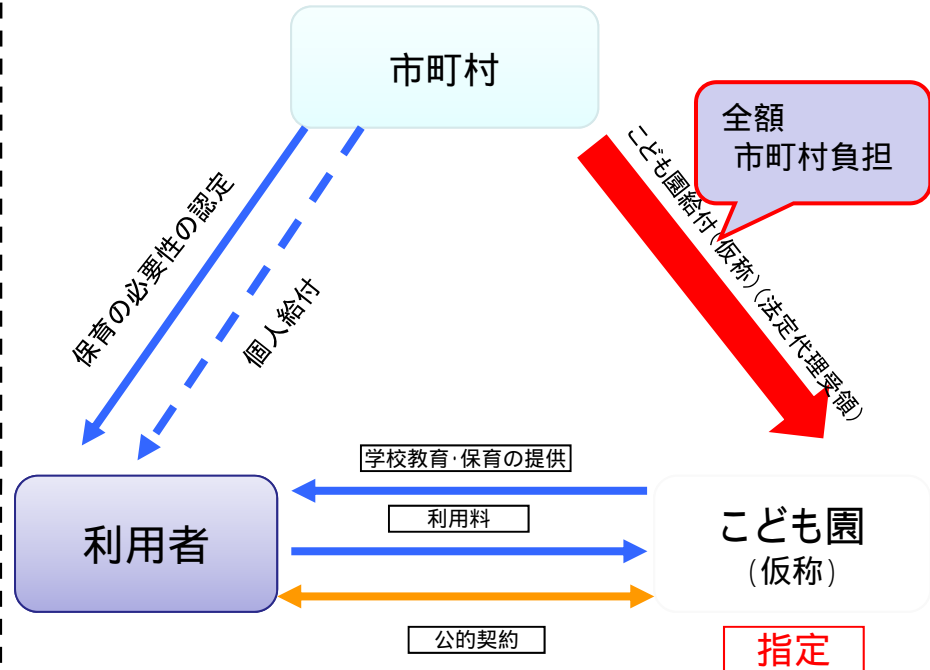 市町村
全額
市町村負担
保育の必要性の認定
個人給付
こども園給付(仮称)(法定代理受領)
学校教育・保育の提供
利用料
利用者
こども園
(仮称)
公的契約
指定